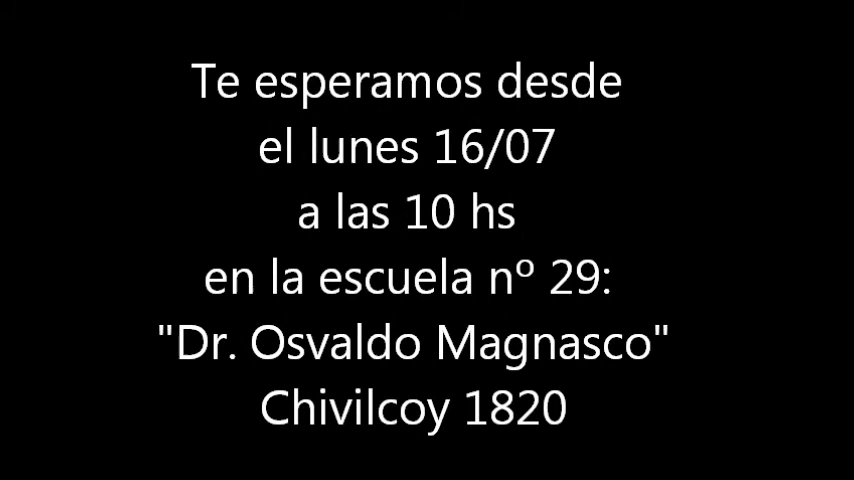 Te esperamos desde
el lunes 16/07
a las 10 hs
en la escuela nº 29:
"Dr. Osvaldo Magnasco"
Chivilcoy 1820